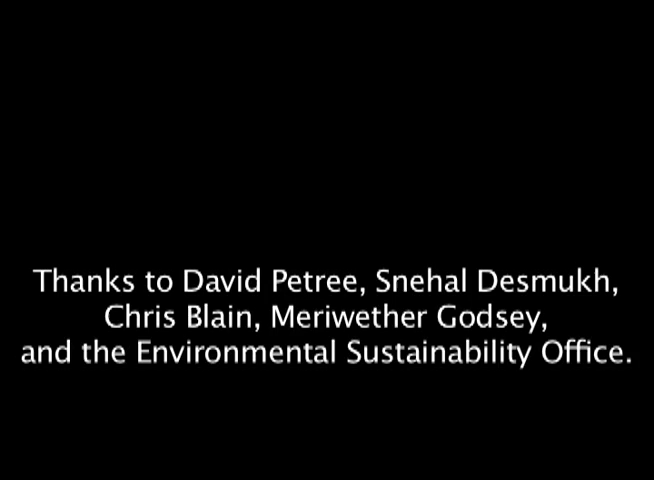 Thanks to David Petree, Snehal Desmukh,
Chris Blain, Meriwether Godsey,
and the Environmental Sustainability Office.